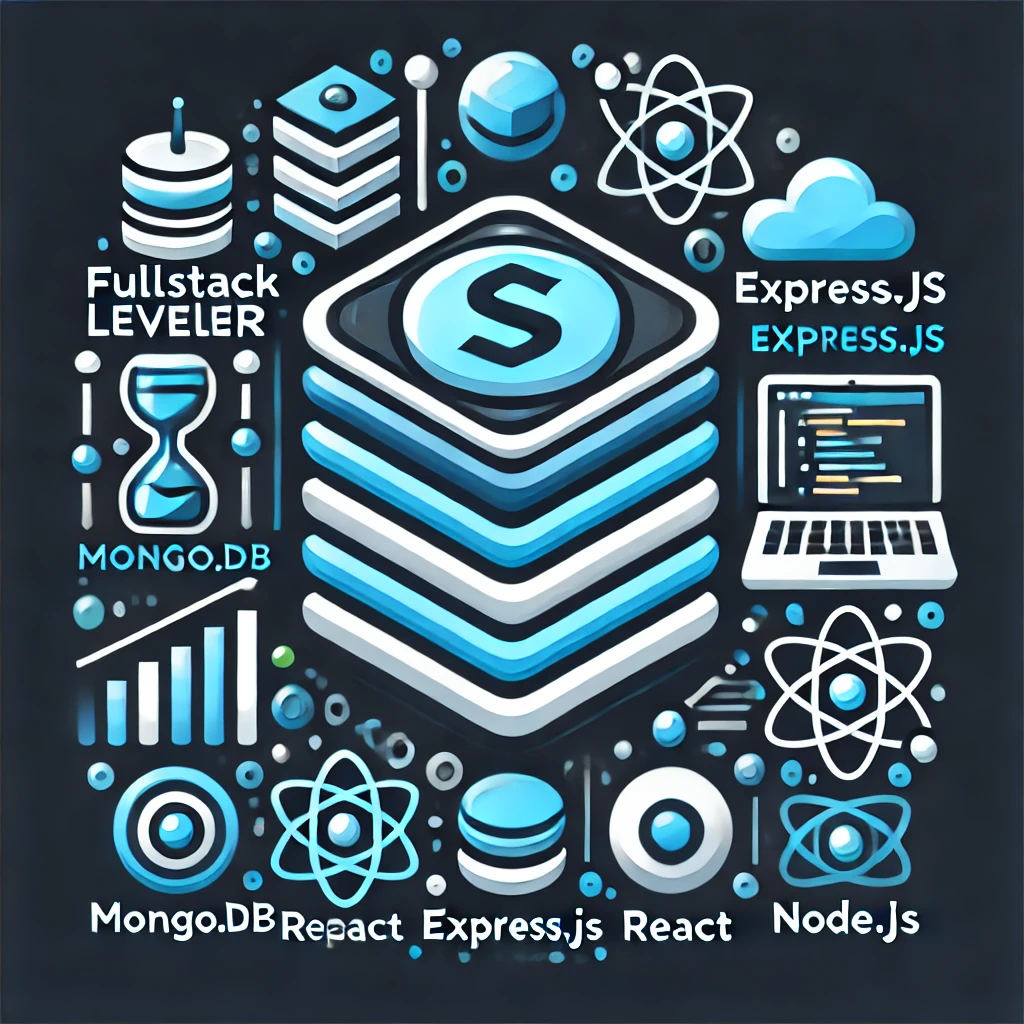 S
Fullstack
LEVELER
Express.JS
EXPRESS.JS
MONGO.DB
Mongo.DB Repact Express.js React Node.Js